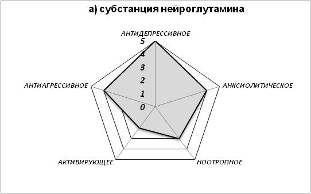 а) субстанция нейроглутамина
АНТИДЕПРЕССИВНОЕ
5
4
АНТИАГРЕССИВНОЕ
3
АНКСИОЛИТИЧЕСКОЕ
2
1
0
АКТИВИРУЮЩЕЕ
НООТРОПНОЕ